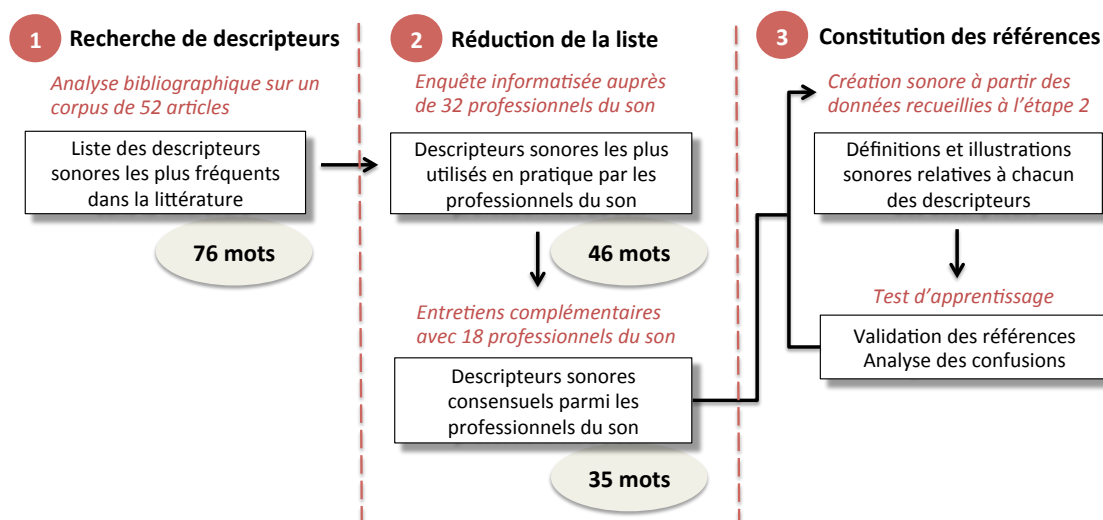 1 Recherche de descripteurs
Analyse bibliographique sur un
corpus de 52 articles
Liste des descripteurs
sonores les plus fréquents
dans la littérature
76 mots
2 Réduction de la liste
Enquête informatisée auprès
de 32 professionnels du son
Descripteurs sonores les plus
utilisés en pratique par les
professionnels du son
46 mots
Entretiens complémentaires
avec 18 professionnels du son
Descripteurs sonores
consensuels parmi les
professionnels du son
35 mots
3 Constitution des références
Création sonore à partir des
données recueillies à l'étape 2
Définitions et illustrations
sonores relatives à chacun
des descripteurs
Test d'apprentissage
Validation des références
Analyse des confusions